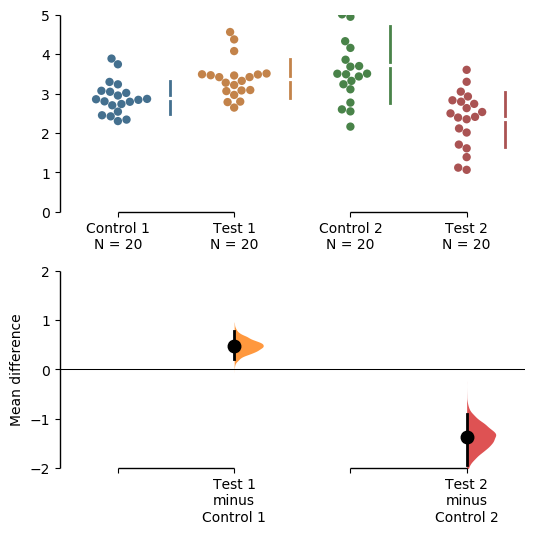 5
4
3
2
1
0
Control 1
N = 20
Test 1
N = 20
Control 2
N = 20
Test 2
N = 20
Mean difference
2
1
0
−1
−2
Test 1
minus
Control 1
Test 2
minus
Control 2